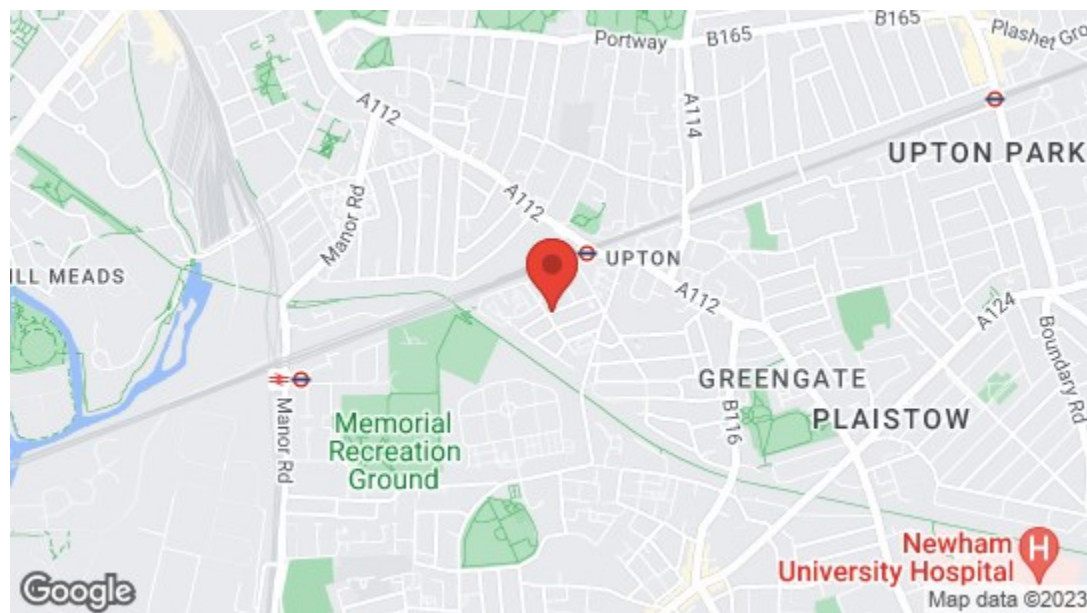 B165
Portway
B165
Plashet Gro
A112
A114
UPTON PARK
A112
Manor Rd
UPTON
ILL MEADS
A112
A124
Boundary Rd
GREENGATE
Manor Rd
B116
PLAISTOW
Memorial
Recreation
Ground
Newham
University Hospital
H
Google
Map data ©2023